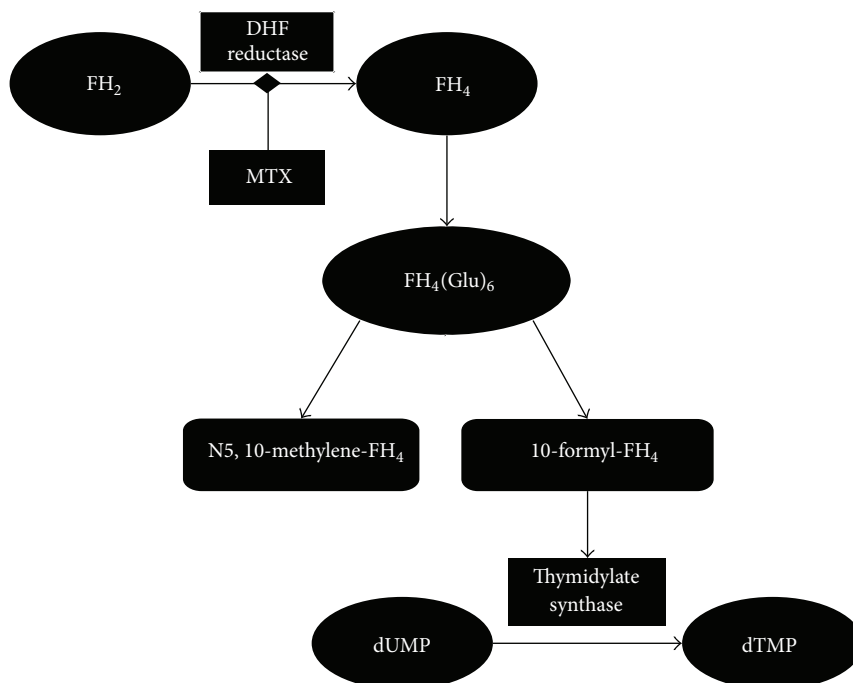 DHF
reductase
FH₂
FH₄
MTX
FH₄(Glu)₆
N5, 10-methylene-FH₄
10-formyl-FH₄
Thymidylate
synthase
dUMP
dTMP